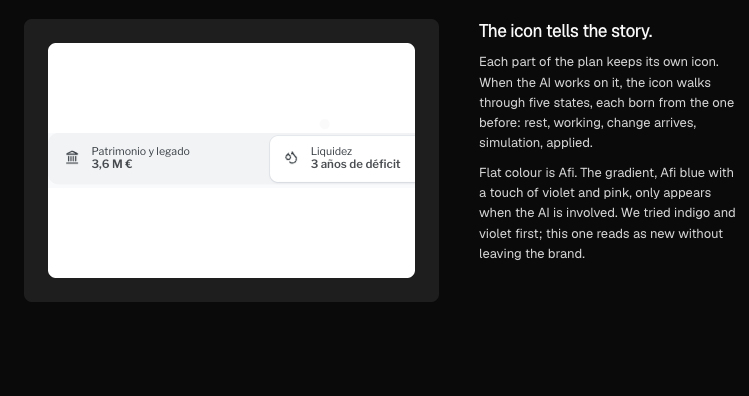 The icon tells the story.
Each part of the plan keeps its own icon.
When the AI works on it, the icon walks
through five states, each born from the one
before: rest, working, change arrives,
simulation, applied.
Flat colour is Afi. The gradient, Afi blue with
a touch of violet and pink, only appears
when the AI is involved. We tried indigo and
violet first; this one reads as new without
leaving the brand.
Patrimonio y legado
3,6 M €
Liquidez
3 años de déficit